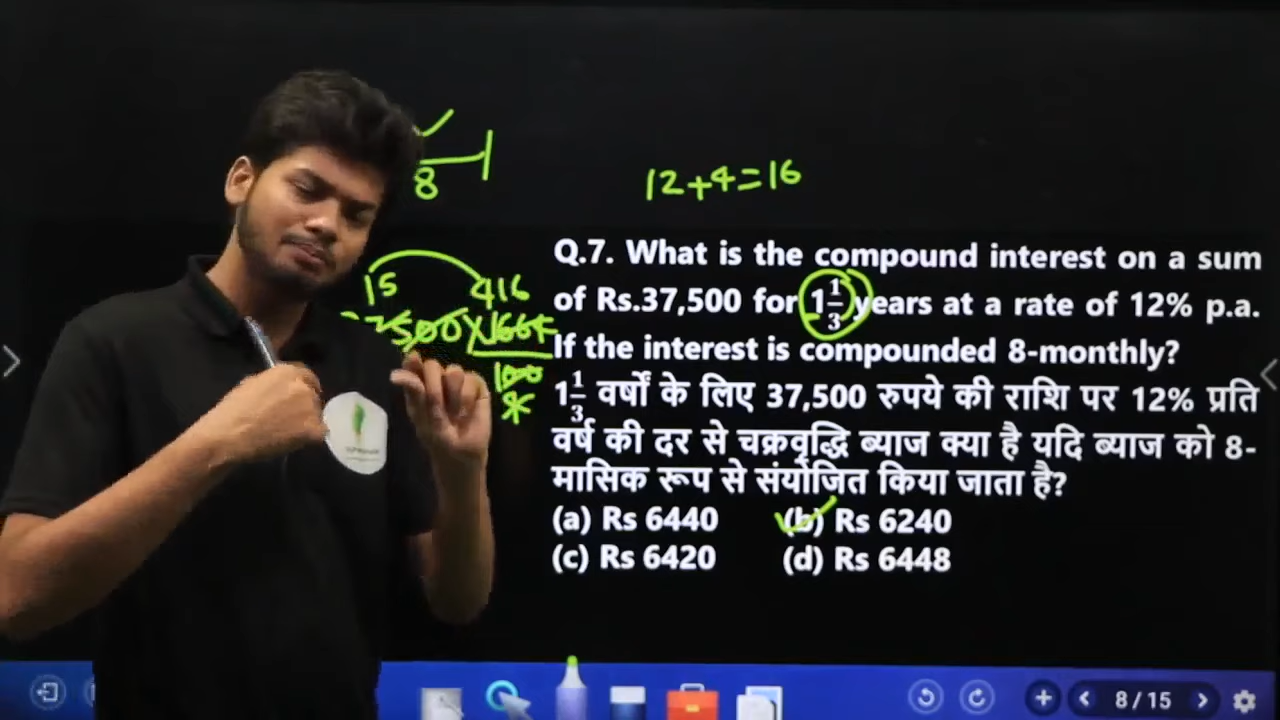 8
12+4=16
15
416
Q.7. What is the compound interest on a sum
of Rs.37,500 for 1 1/3 years at a rate of 12% p.a.
If the interest is compounded 8-monthly?
1 1/3 वर्षों के लिए 37,500 रुपये की राशि पर 12% प्रति
वर्ष की दर से चक्रवृद्धि ब्याज क्या है यदि ब्याज को 8-
मासिक रूप से संयोजित किया जाता है?
(a) Rs 6440 (b) Rs 6240
(c) Rs 6420 (d) Rs 6448
8/15